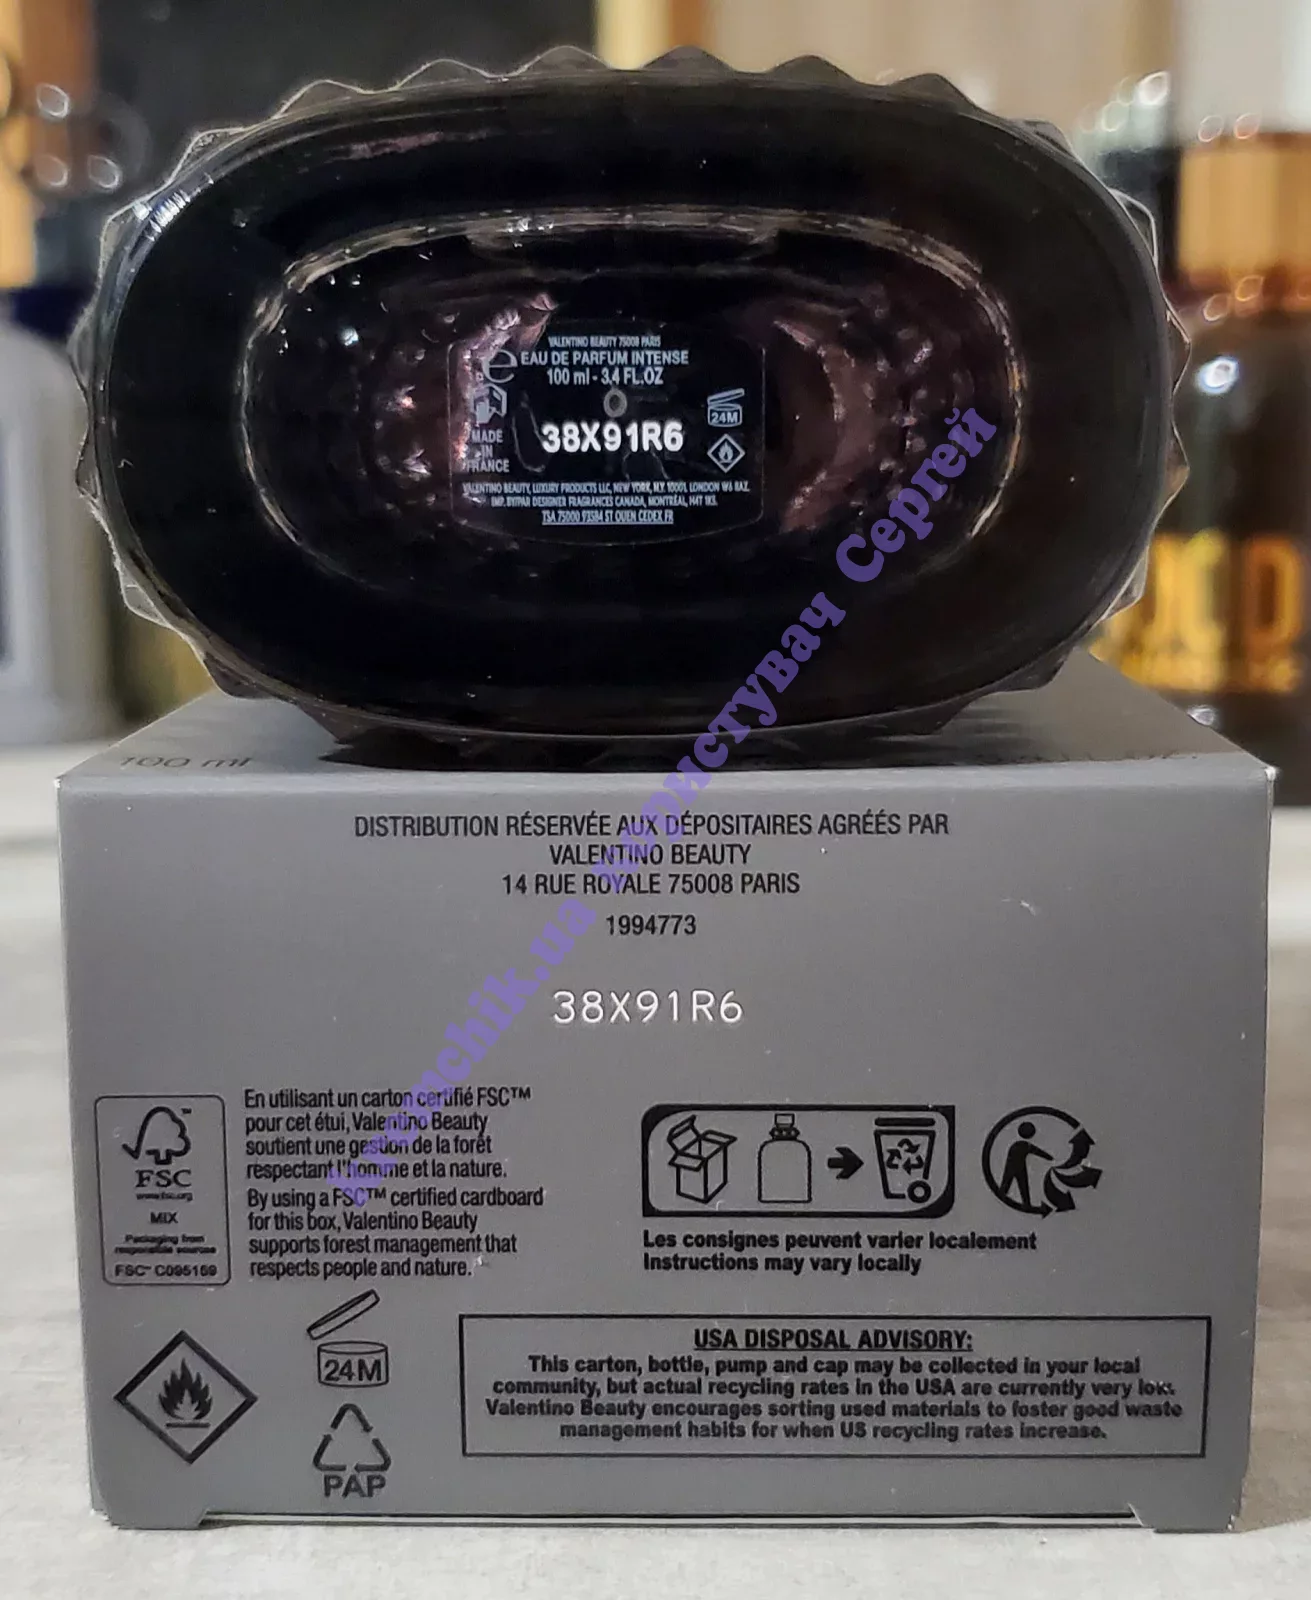 VALENTINO BEAUTY 75008 PARIS
e EAU DE PARFUM INTENSE
100 ml - 3.4 FL.OZ
24M
38X91R6
MADE
IN
FRANCE
VALENTINO BEAUTY, LUXURY PRODUCTS LLC, NEW YORK, N.Y. 10001, LONDON W6 8AZ.
IMP. BY/PAR DESIGNER FRAGRANCES CANADA, MONTRÉAL, H4T 1K5.
TSA 75000 93584 ST OUEN CEDEX FR
100 ml
DISTRIBUTION RÉSERVÉE AUX DÉPOSITAIRES AGRÉÉS PAR
VALENTINO BEAUTY
14 RUE ROYALE 75008 PARIS
1994773
38X91R6
FSC
www.fsc.org
MIX
Packaging from
responsible sources
FSC™ C095169
En utilisant un carton certifié FSC™
pour cet étui, Valentino Beauty
soutient une gestion de la forêt
respectant l'homme et la nature.
By using a FSC™ certified cardboard
for this box, Valentino Beauty
supports forest management that
respects people and nature.
Les consignes peuvent varier localement
Instructions may vary locally
24M
PAP
USA DISPOSAL ADVISORY:
This carton, bottle, pump and cap may be collected in your local
community, but actual recycling rates in the USA are currently very low.
Valentino Beauty encourages sorting used materials to foster good waste
management habits for when US recycling rates increase.
користувач Сергей